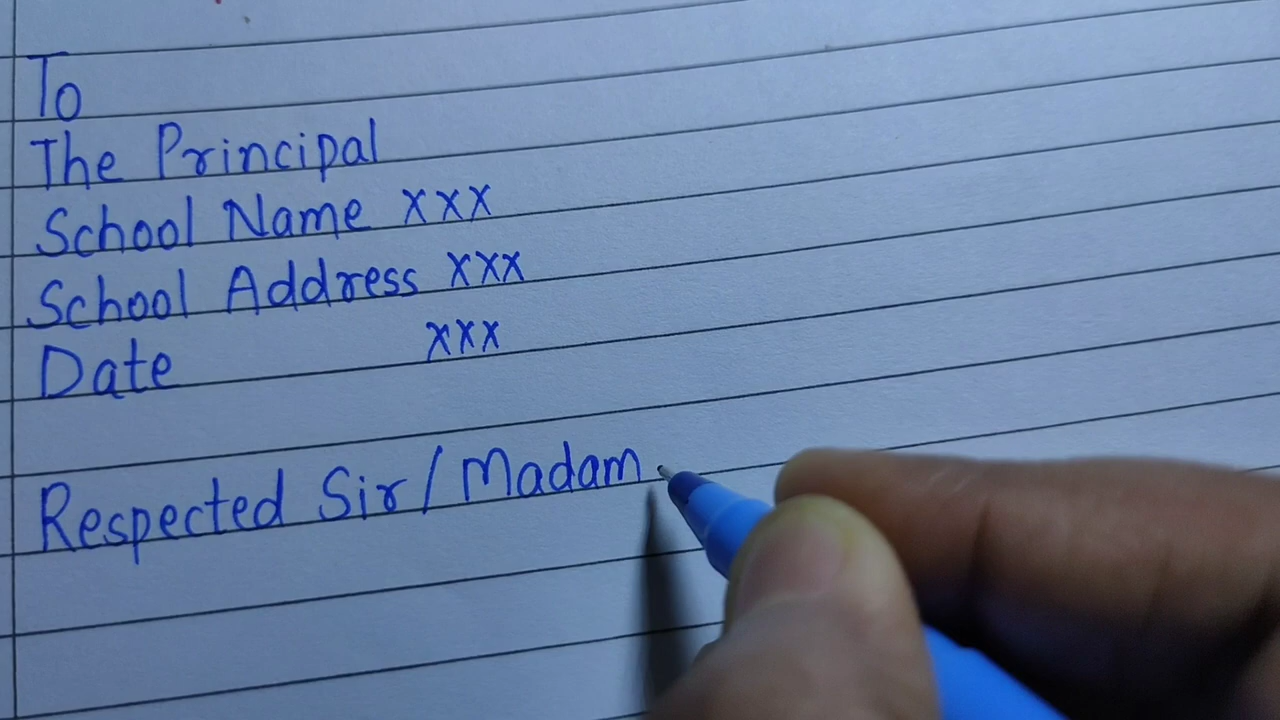 To
The Principal
School Name xxx
School Address xxx
Date xxx
Respected Sir/Madam